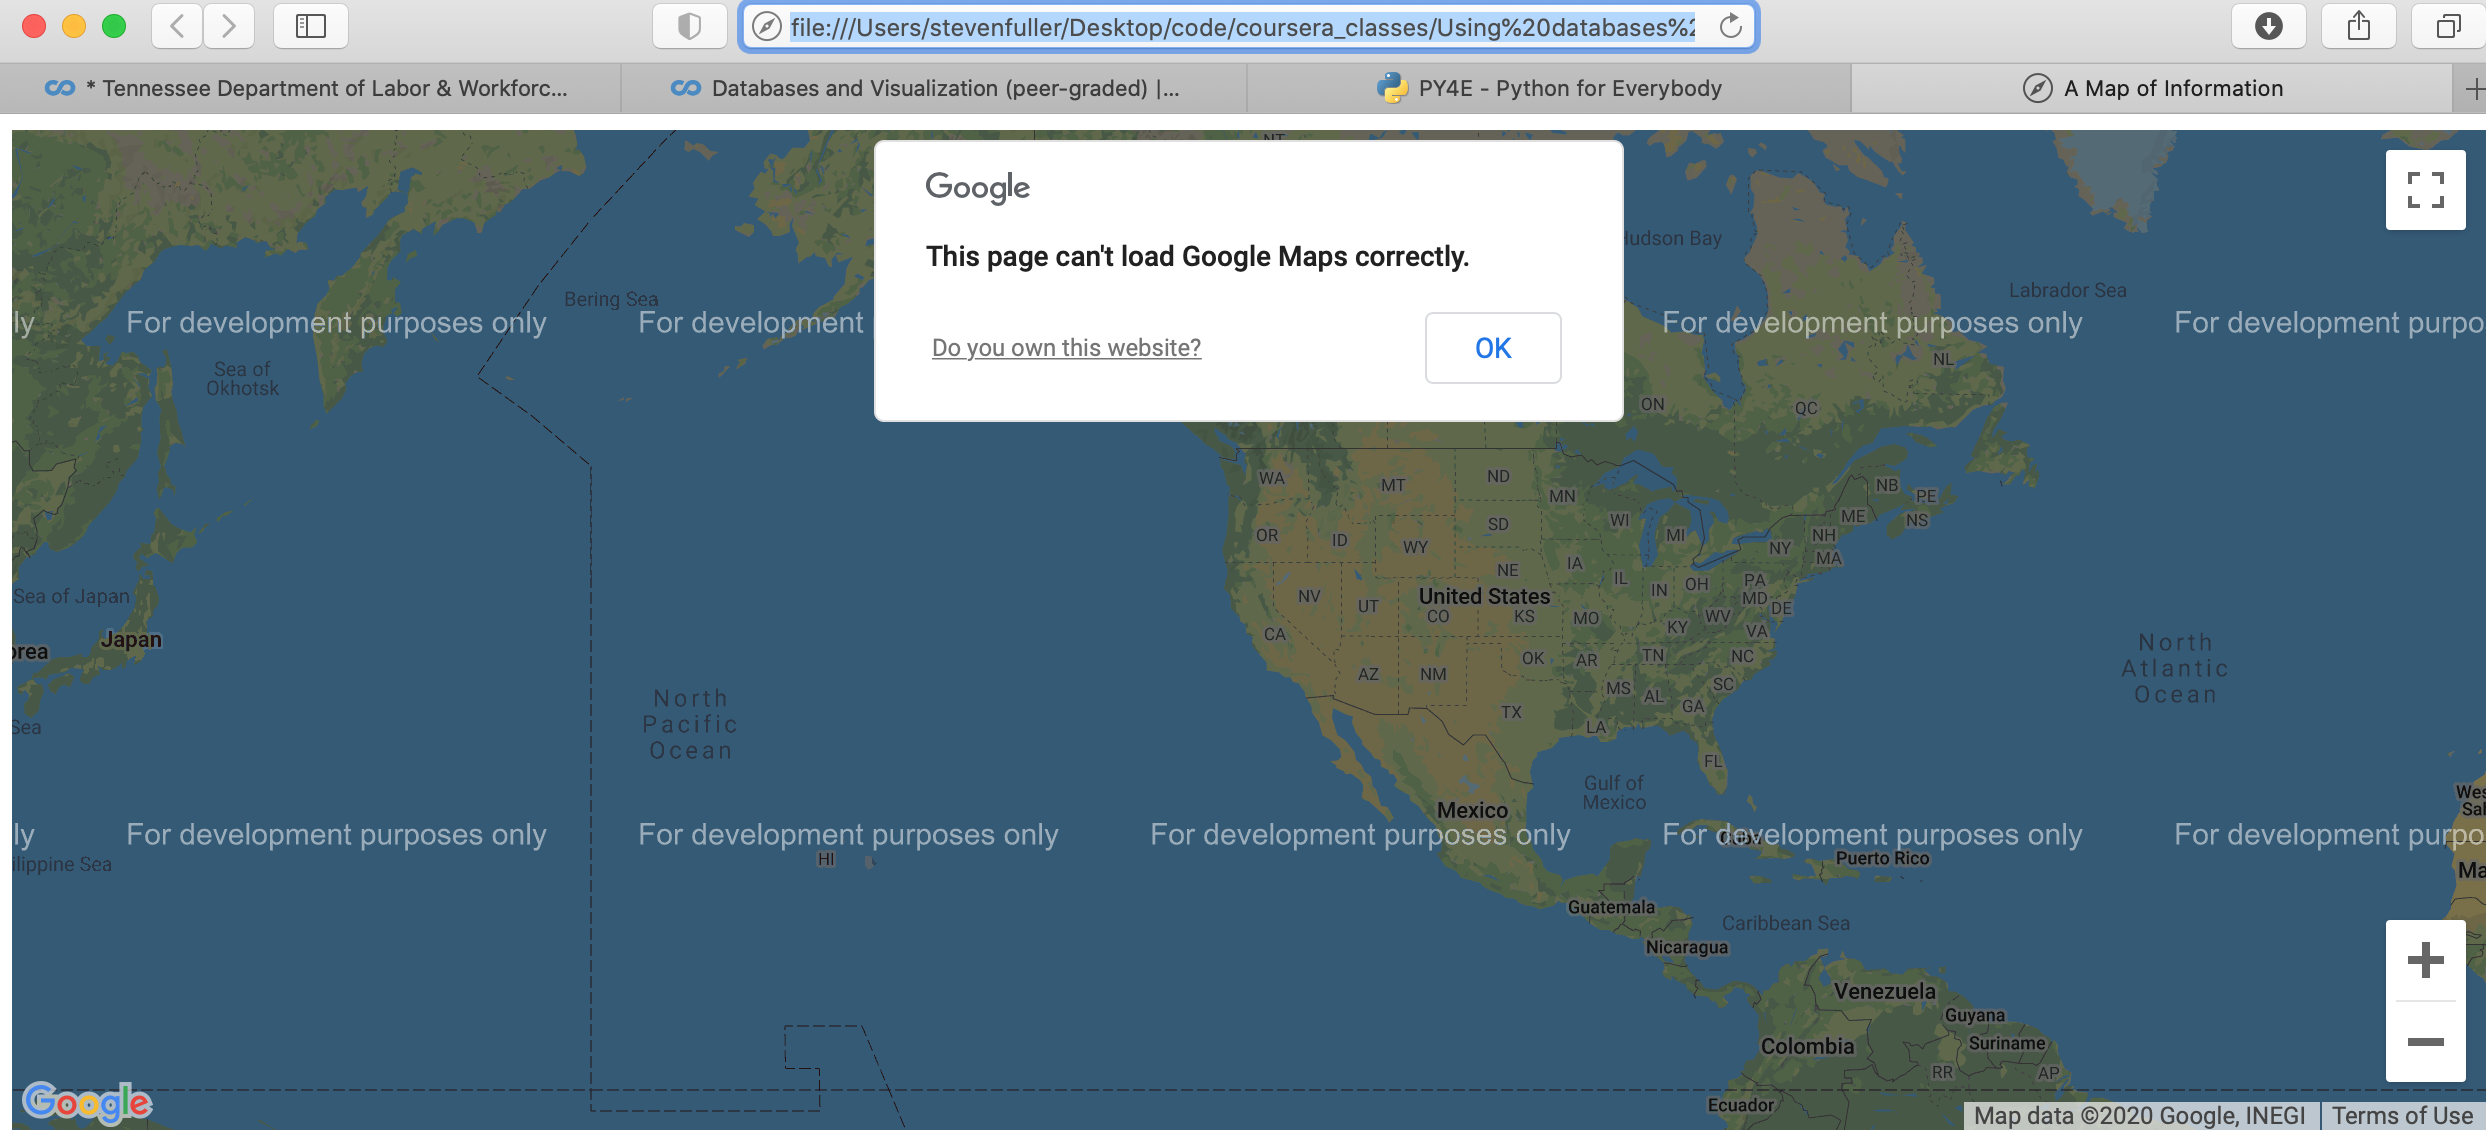 file:///Users/stevenfuller/Desktop/code/coursera_classes/Using%20databases%2
* Tennessee Department of Labor & Workforc...
Databases and Visualization (peer-graded) |...
PY4E - Python for Everybody
A Map of Information
NT
Google
This page can't load Google Maps correctly.
Do you own this website?
OK
Hudson Bay
Labrador Sea
Bering Sea
ly
For development purposes only
For development
For development purposes only
For development purpo
Sea of
Okhotsk
NL
ON
QC
WA
MT
ND
MN
NB
PE
OR
ID
WY
SD
WI
MI
ME
NS
NH
NY
MA
NV
UT
NE
IA
IL
IN
OH
PA
MD
DE
United States
CO
KS
MO
KY
WV
VA
CA
Sea of Japan
Japan
orea
AZ
NM
OK
AR
TN
NC
MS
AL
SC
GA
TX
LA
FL
North
Pacific
Ocean
North
Atlantic
Ocean
Sea
Gulf of
Mexico
Mexico
Wes
Sa
ly
For development purposes only
For development purposes only
For development purposes only
For development purposes only
For development purpo
Cuba
ilippine Sea
HI
Puerto Rico
Ma
Guatemala
Caribbean Sea
Nicaragua
Venezuela
Guyana
Colombia
Suriname
RR
AP
Ecuador
Google
Map data ©2020 Google, INEGI
Terms of Use